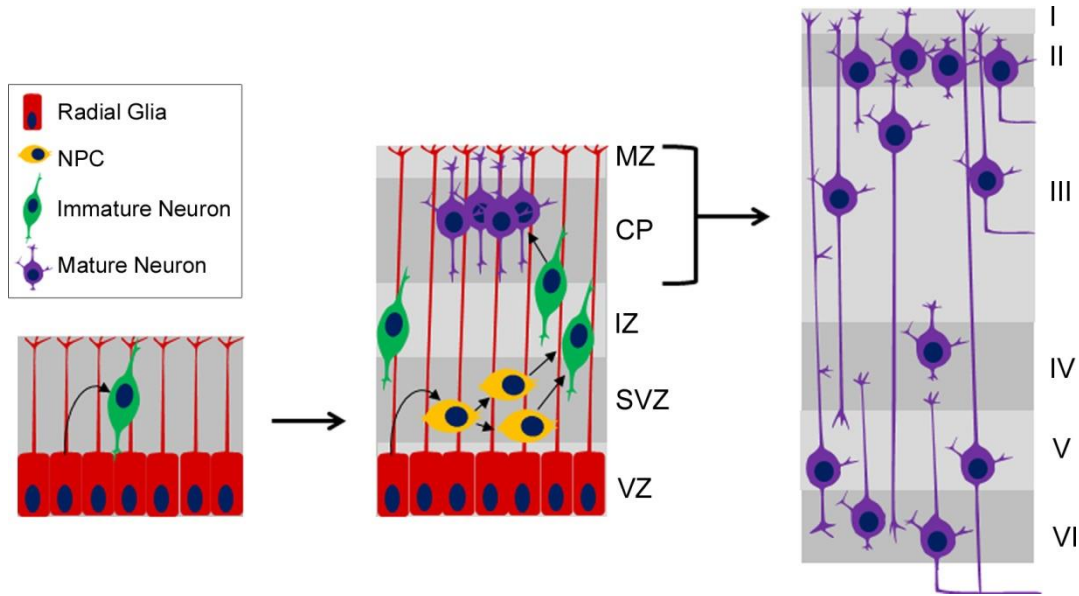 Radial Glia
NPC
Immature Neuron
Mature Neuron
MZ
CP
IZ
SVZ
VZ
I
II
III
IV
V
VI